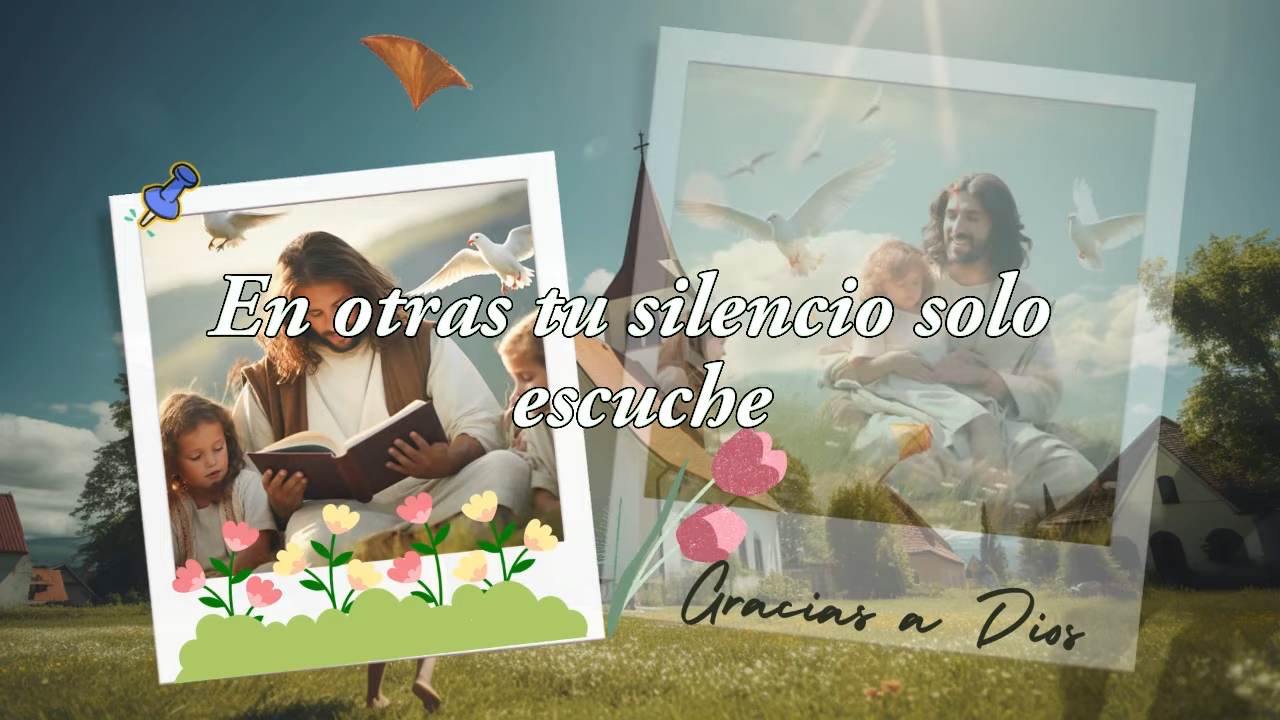 En otras tu silencio solo
escuche
Gracias a Dios